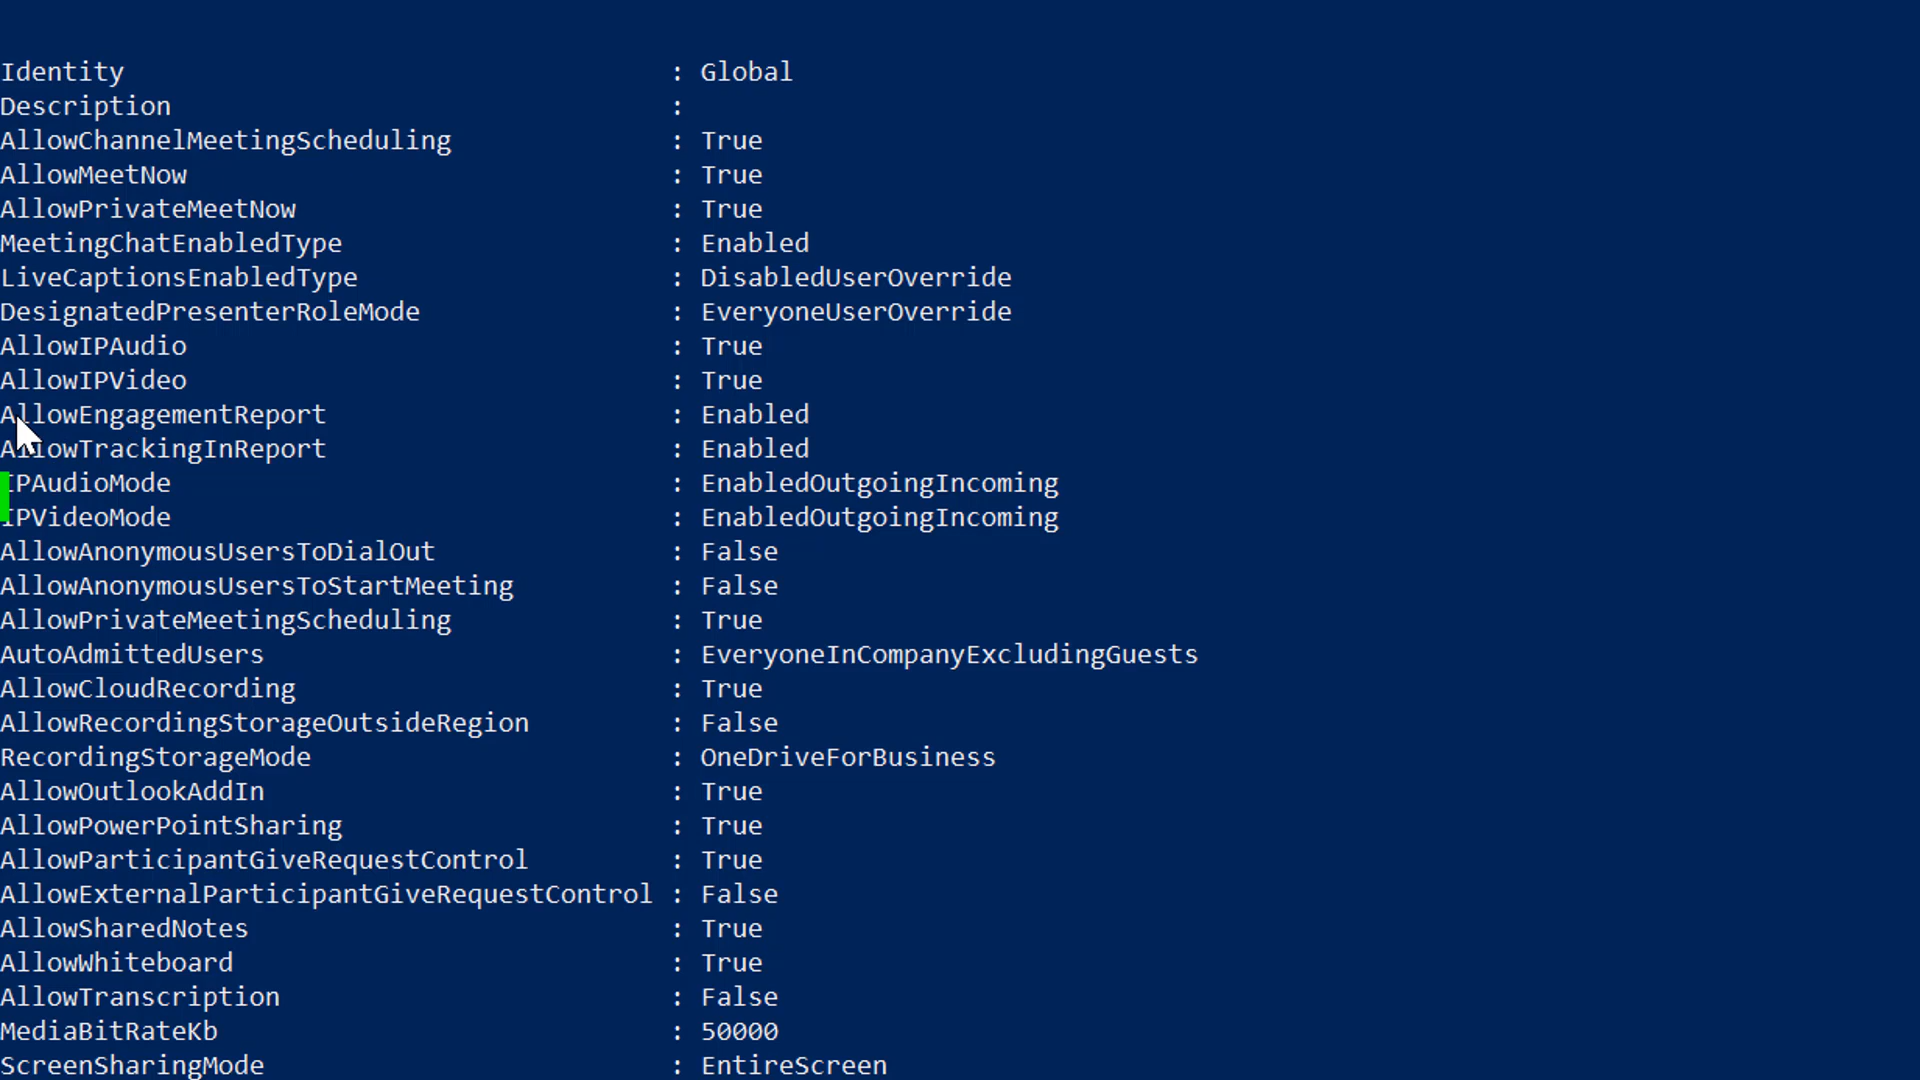 Identity : Global
Description :
AllowChannelMeetingScheduling : True
AllowMeetNow : True
AllowPrivateMeetNow : True
MeetingChatEnabledType : Enabled
LiveCaptionsEnabledType : DisabledUserOverride
DesignatedPresenterRoleMode : EveryoneUserOverride
AllowIPAudio : True
AllowIPVideo : True
AllowEngagementReport : Enabled
AllowTrackingInReport : Enabled
IPAudioMode : EnabledOutgoingIncoming
IPVideoMode : EnabledOutgoingIncoming
AllowAnonymousUsersToDialOut : False
AllowAnonymousUsersToStartMeeting : False
AllowPrivateMeetingScheduling : True
AutoAdmittedUsers : EveryoneInCompanyExcludingGuests
AllowCloudRecording : True
AllowRecordingStorageOutsideRegion : False
RecordingStorageMode : OneDriveForBusiness
AllowOutlookAddIn : True
AllowPowerPointSharing : True
AllowParticipantGiveRequestControl : True
AllowExternalParticipantGiveRequestControl : False
AllowSharedNotes : True
AllowWhiteboard : True
AllowTranscription : False
MediaBitRateKb : 50000
ScreenSharingMode : EntireScreen